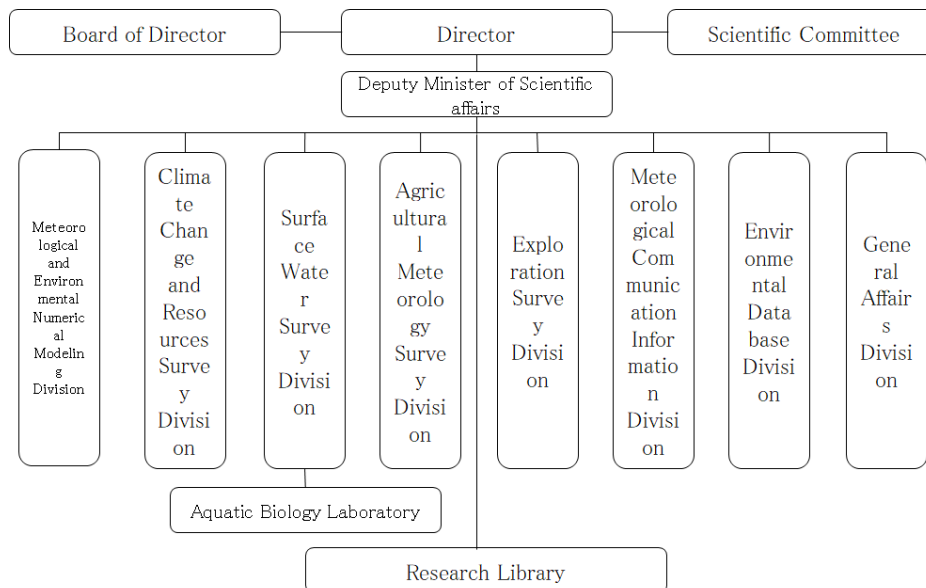 Board of Director
Director
Scientific Committee
Deputy Minister of Scientific
affairs
Meteoro
logical
and
Environ
mental
Numeric
al
Modelin
g
Division
Clima
te
Chan
ge
and
Reso
urces
Surve
y
Divisi
on
Surfa
ce
Wate
r
Surve
y
Divisi
on
Agric
ultura
l
Mete
orolo
gy
Surve
y
Divisi
on
Explo
ration
Surve
y
Divisi
on
Mete
orolo
gical
Com
munic
ation
Infor
matio
n
Divisi
on
Envir
onme
ntal
Data
base
Divisi
on
Gene
ral
Affair
s
Divisi
on
Aquatic Biology Laboratory
Research Library